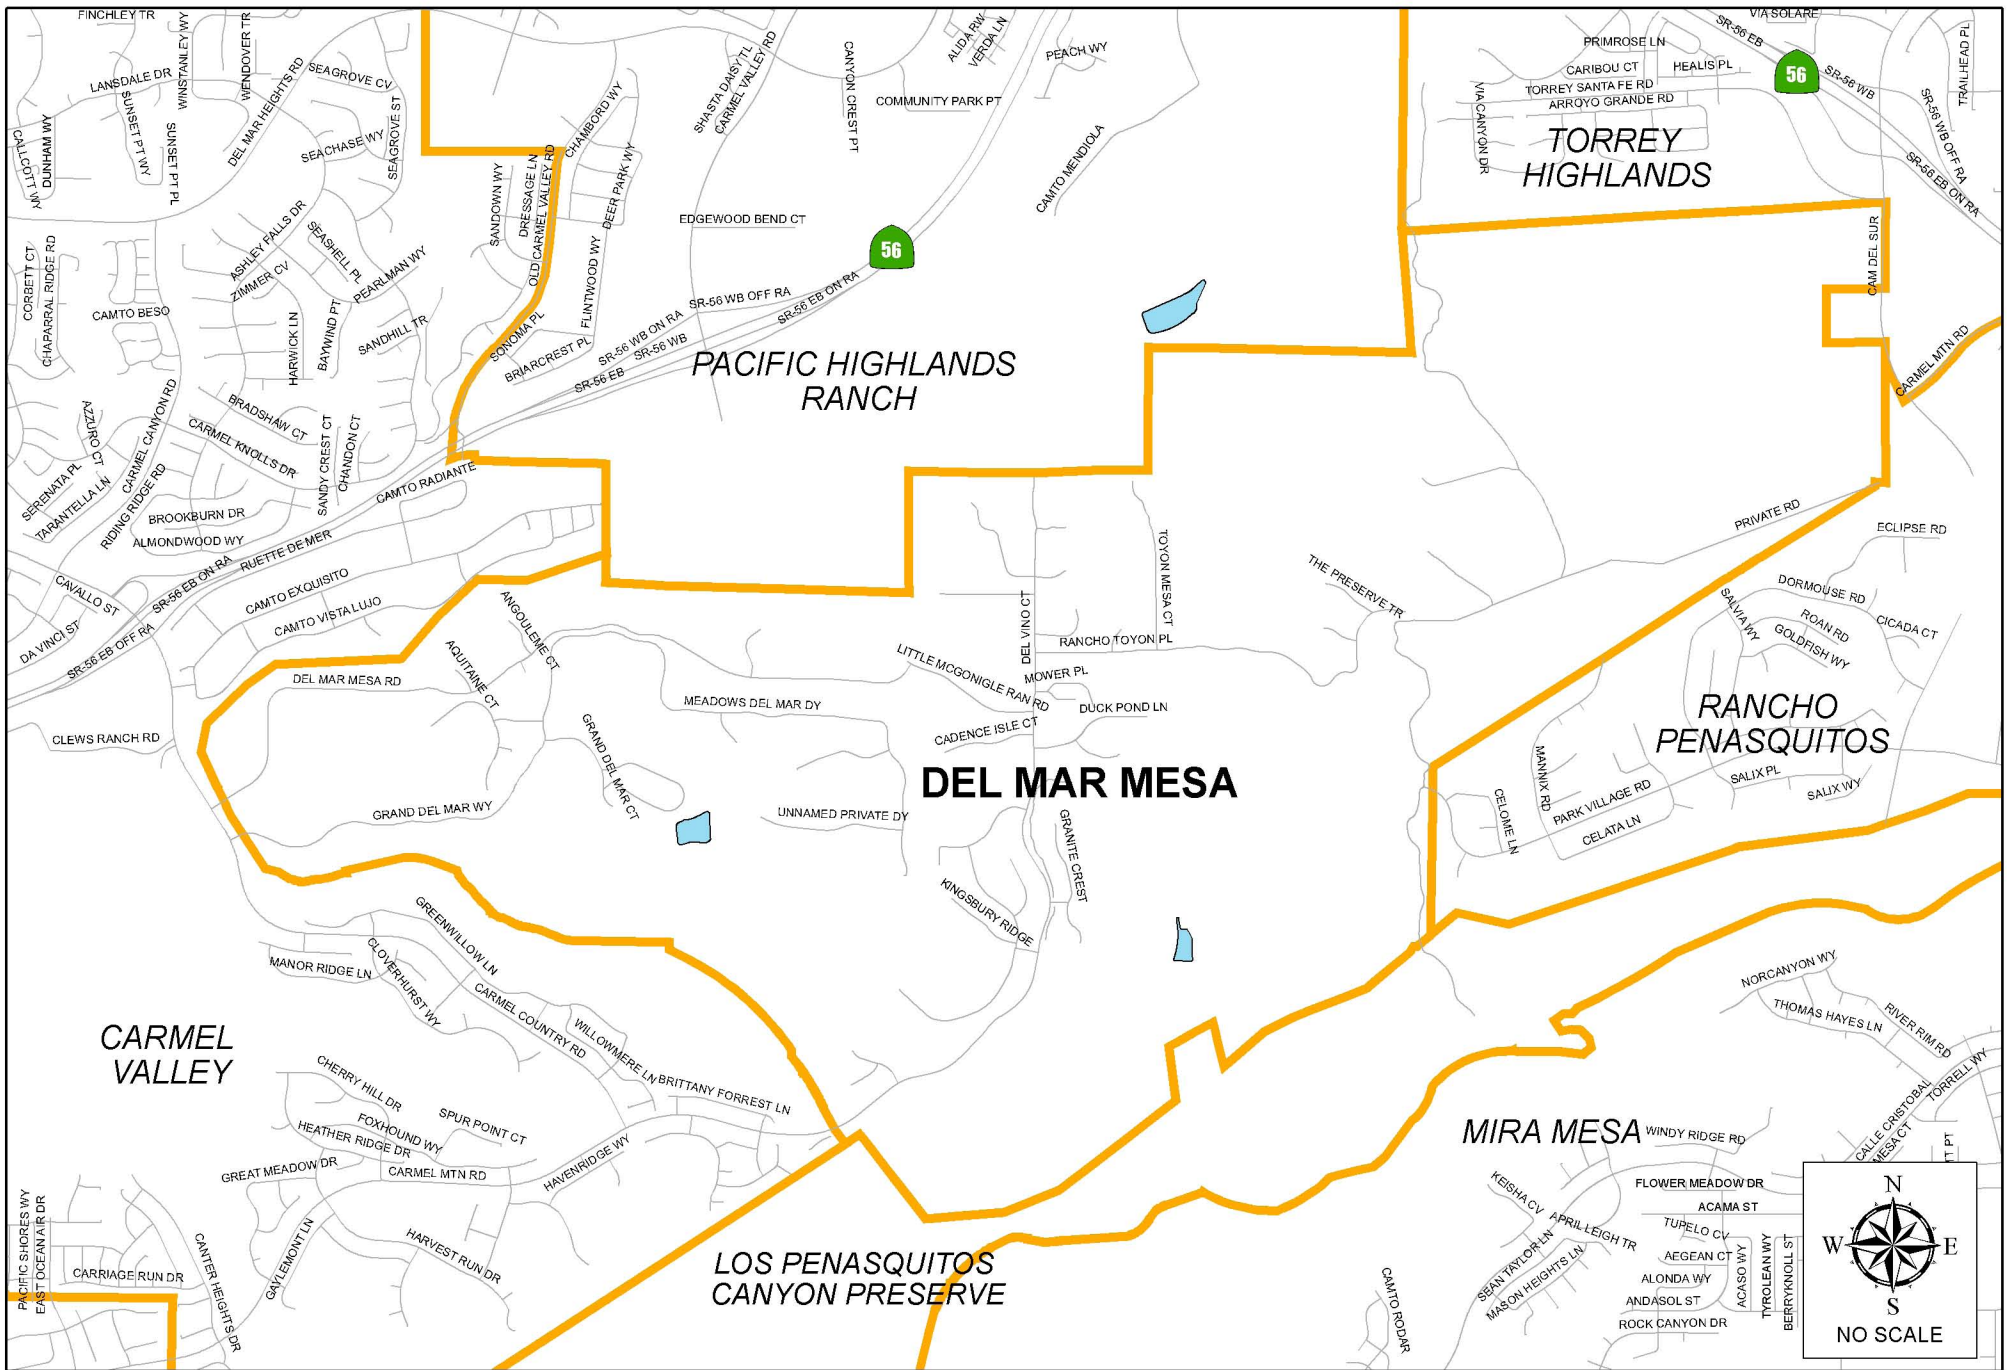 FINCHLEY TR
LANSDALE DR
WINSTANLEY WY
WENDOVER TR
SUNSET PT WY
SUNSET PT PL
DUNHAM WY
CALLCOTT WY
DEL MAR HEIGHTS RD
SEAGROVE CV
SEACHASE WY
SEAGROVE ST
ASHLEY FALLS DR
ZIMMER CV
SEASHELL PL
PEARLMAN WY
CORBETT CT
CHAPARRAL RIDGE RD
CAMTO BESO
HARWICK LN
BAYWIND PT
SANDHILL TR
BRADSHAW CT
CARMEL KNOLLS DR
SANDY CREST CT
CHANDON CT
CARMEL CANYON RD
AZZURO CT
SERENATA PL
TARANTELLA LN
RIDING RIDGE RD
BROOKBURN DR
ALMONDWOOD WY
CAMTO RADIANTE
RUETTE DE MER
SR-56 EB ON RA
SR-56 EB OFF RA
CAVALLO ST
DA VINCI ST
CAMTO EXQUISITO
CAMTO VISTA LUJO
CLEWS RANCH RD
SANDOWN WY
DRESSAGE LN
OLD CARMEL VALLEY RD
CHAMBORD WY
DEER PARK WY
FLINTWOOD WY
SONOMA PL
BRIARCREST PL
SHASTA DAISY TL
CARMEL VALLEY RD
CANYON CREST PT
ALIDA RW
VERDA LN
PEACH WY
COMMUNITY PARK PT
CAMTO MENDIOLA
EDGEWOOD BEND CT
56
SR-56 WB OFF RA
SR-56 EB ON RA
SR-56 WB ON RA
SR-56 WB
SR-56 EB
PACIFIC HIGHLANDS
RANCH
VIA SOLARE
SR-56 EB
PRIMROSE LN
CARIBOU CT
HEALIS PL
TORREY SANTA FE RD
ARROYO GRANDE RD
VIA CANYON DR
56
SR-56 WB
TRAILHEAD PL
SR-56 WB OFF RA
SR-56 EB ON RA
TORREY
HIGHLANDS
CAM DEL SUR
CARMEL MTN RD
PRIVATE RD
ECLIPSE RD
DORMOUSE RD
SALVIA WY
ROAN RD
GOLDFISH WY
CICADA CT
RANCHO
PENASQUITOS
MANNIX RD
PARK VILLAGE RD
SALIX PL
SALIX WY
CELOME LN
CELATA LN
THE PRESERVE TR
TOYON MESA CT
RANCHO TOYON PL
DEL VINO CT
MOWER PL
LITTLE MCGONIGLE RAN RD
DUCK POND LN
CADENCE ISLE CT
ANGOULEME CT
AQUITAINE CT
DEL MAR MESA RD
MEADOWS DEL MAR DY
GRAND DEL MAR CT
GRAND DEL MAR WY
UNNAMED PRIVATE DY
DEL MAR MESA
GRANITE CREST
KINGSBURY RIDGE
GREENWILLOW LN
CLOVERHURST WY
MANOR RIDGE LN
CARMEL COUNTRY RD
WILLOWMERE LN
BRITTANY FORREST LN
CARMEL
VALLEY
CHERRY HILL DR
FOXHOUND WY
SPUR POINT CT
HEATHER RIDGE DR
GREAT MEADOW DR
CARMEL MTN RD
HAVENRIDGE WY
HARVEST RUN DR
GAYLEMONT LN
CANTER HEIGHTS DR
PACIFIC SHORES WY
EAST OCEAN AIR DR
CARRIAGE RUN DR
LOS PENASQUITOS
CANYON PRESERVE
NORCANYON WY
THOMAS HAYES LN
RIVER RIM RD
TORRELL WY
CALLE CRISTOBAL
MESA CT
TT PT
MIRA MESA
WINDY RIDGE RD
FLOWER MEADOW DR
ACAMA ST
KEISHA CV
APRIL LEIGH TR
TUPELO CV
AEGEAN CT
SEAN TAYLOR LN
MASON HEIGHTS LN
ALONDA WY
ANDASOL ST
ROCK CANYON DR
ACASO WY
TYROLEAN WY
BERRYKNOLL ST
CAMTO RODAR
N
W
E
S
NO SCALE